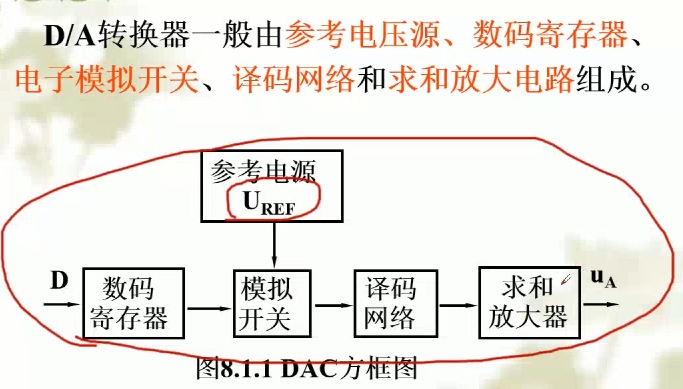 D/A转换器一般由参考电压源、数码寄存器、
电子模拟开关、译码网络和求和放大电路组成。
参考电源
UREF
D
数码
寄存器
模拟
开关
译码
网络
求和
放大器
uA
图8.1.1 DAC方框图